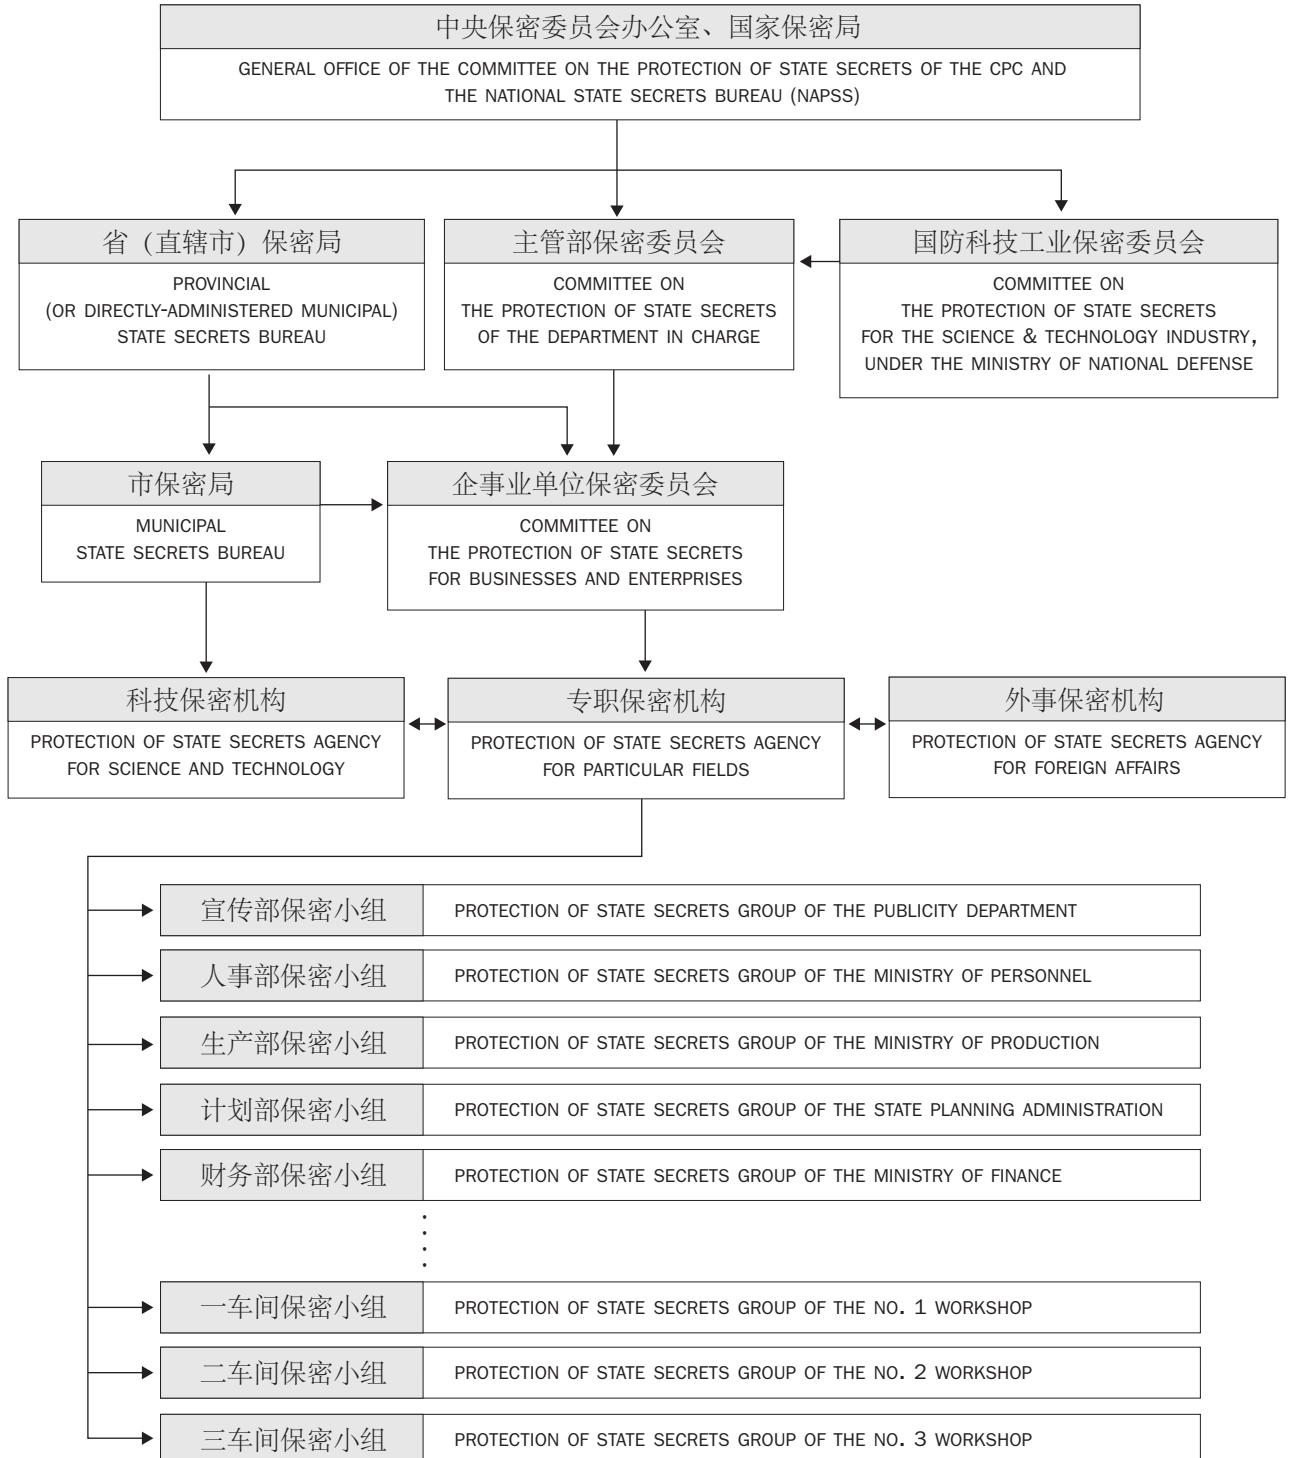 中央保密委员会办公室、国家保密局
GENERAL OFFICE OF THE COMMITTEE ON THE PROTECTION OF STATE SECRETS OF THE CPC AND
THE NATIONAL STATE SECRETS BUREAU (NAPSS)
省（直辖市）保密局
PROVINCIAL
(OR DIRECTLY-ADMINISTERED MUNICIPAL)
STATE SECRETS BUREAU
主管部保密委员会
COMMITTEE ON
THE PROTECTION OF STATE SECRETS
OF THE DEPARTMENT IN CHARGE
国防科技工业保密委员会
COMMITTEE ON
THE PROTECTION OF STATE SECRETS
FOR THE SCIENCE & TECHNOLOGY INDUSTRY,
UNDER THE MINISTRY OF NATIONAL DEFENSE
市保密局
MUNICIPAL
STATE SECRETS BUREAU
企事业单位保密委员会
COMMITTEE ON
THE PROTECTION OF STATE SECRETS
FOR BUSINESSES AND ENTERPRISES
科技保密机构
PROTECTION OF STATE SECRETS AGENCY
FOR SCIENCE AND TECHNOLOGY
专职保密机构
PROTECTION OF STATE SECRETS AGENCY
FOR PARTICULAR FIELDS
外事保密机构
PROTECTION OF STATE SECRETS AGENCY
FOR FOREIGN AFFAIRS
宣传部保密小组 PROTECTION OF STATE SECRETS GROUP OF THE PUBLICITY DEPARTMENT
人事部保密小组 PROTECTION OF STATE SECRETS GROUP OF THE MINISTRY OF PERSONNEL
生产部保密小组 PROTECTION OF STATE SECRETS GROUP OF THE MINISTRY OF PRODUCTION
计划部保密小组 PROTECTION OF STATE SECRETS GROUP OF THE STATE PLANNING ADMINISTRATION
财务部保密小组 PROTECTION OF STATE SECRETS GROUP OF THE MINISTRY OF FINANCE
一车间保密小组 PROTECTION OF STATE SECRETS GROUP OF THE NO. 1 WORKSHOP
二车间保密小组 PROTECTION OF STATE SECRETS GROUP OF THE NO. 2 WORKSHOP
三车间保密小组 PROTECTION OF STATE SECRETS GROUP OF THE NO. 3 WORKSHOP